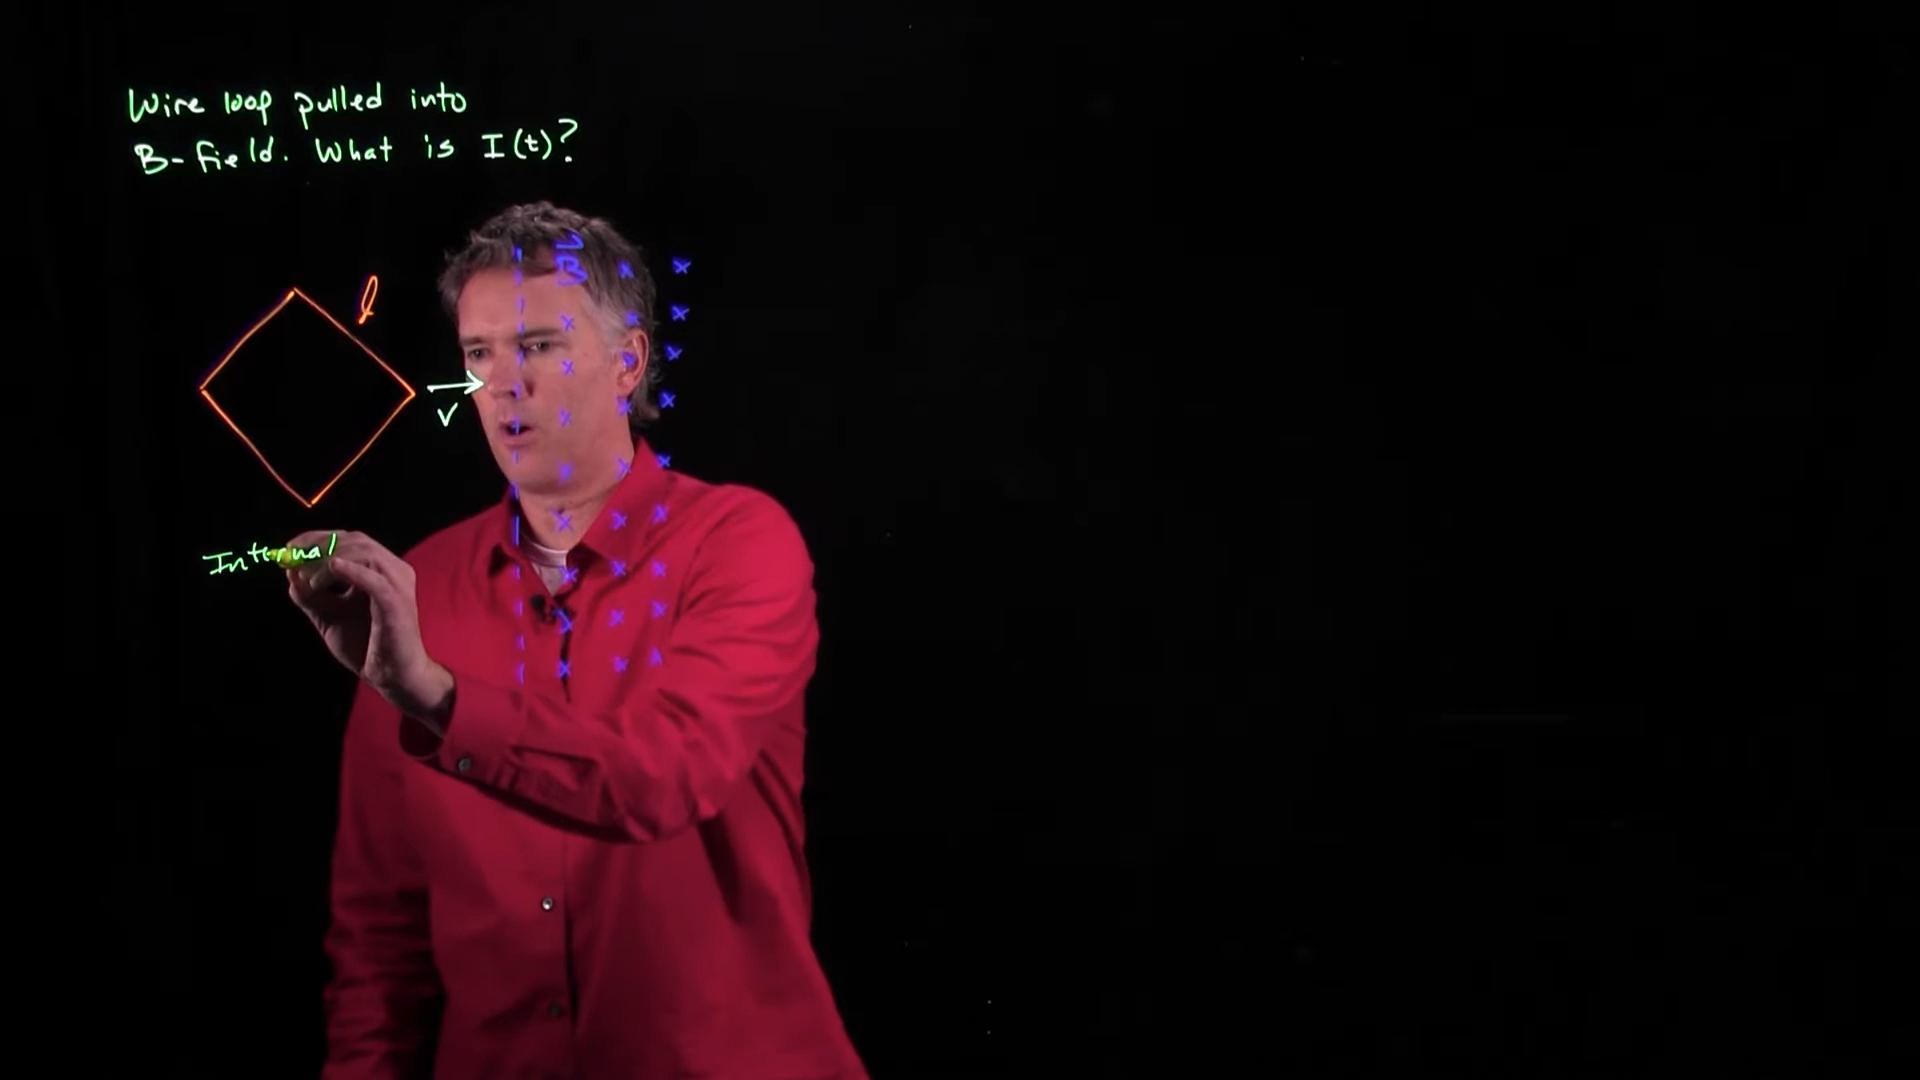 Wire loop pulled into
B-field. What is I(t)?
l
B
v
Internal